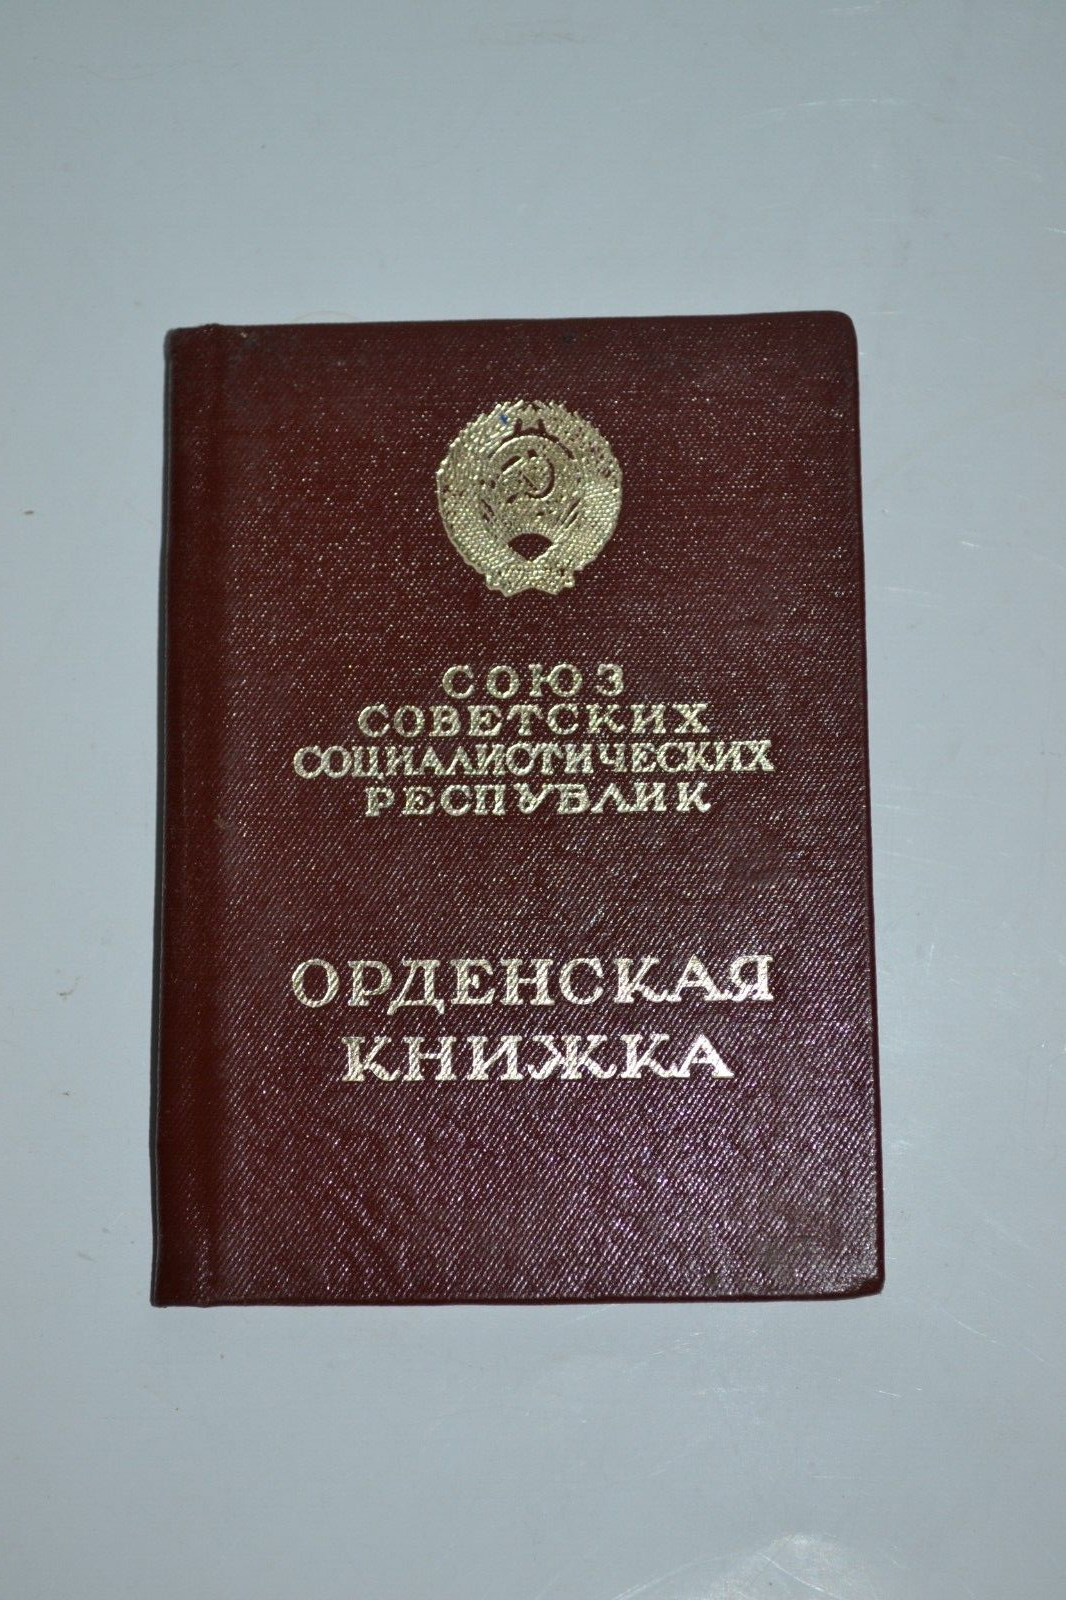 СОЮЗ
СОВЕТСКИХ
СОЦИАЛИСТИЧЕСКИХ
РЕСПУБЛИК
ОРДЕНСКАЯ
КНИЖКА